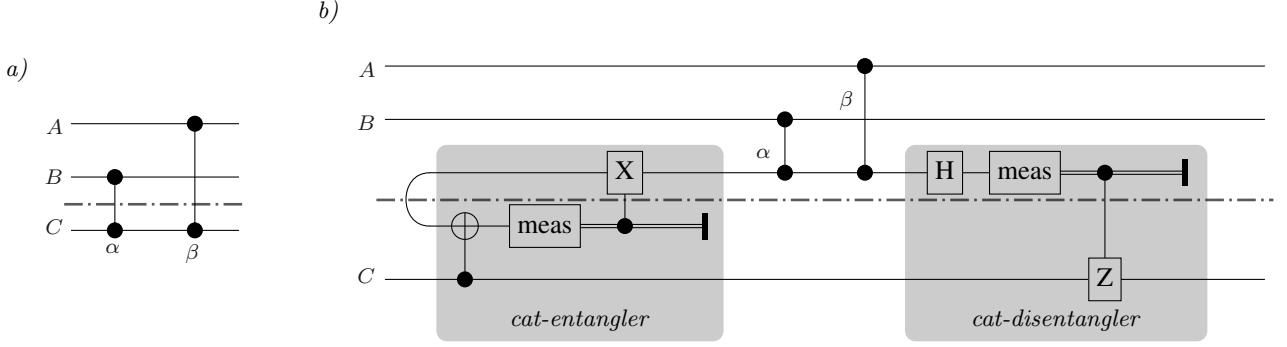 b)
a)
A
B
C
α
β
A
B
C
X
α
β
H
meas
meas
Z
cat-entangler
cat-disentangler